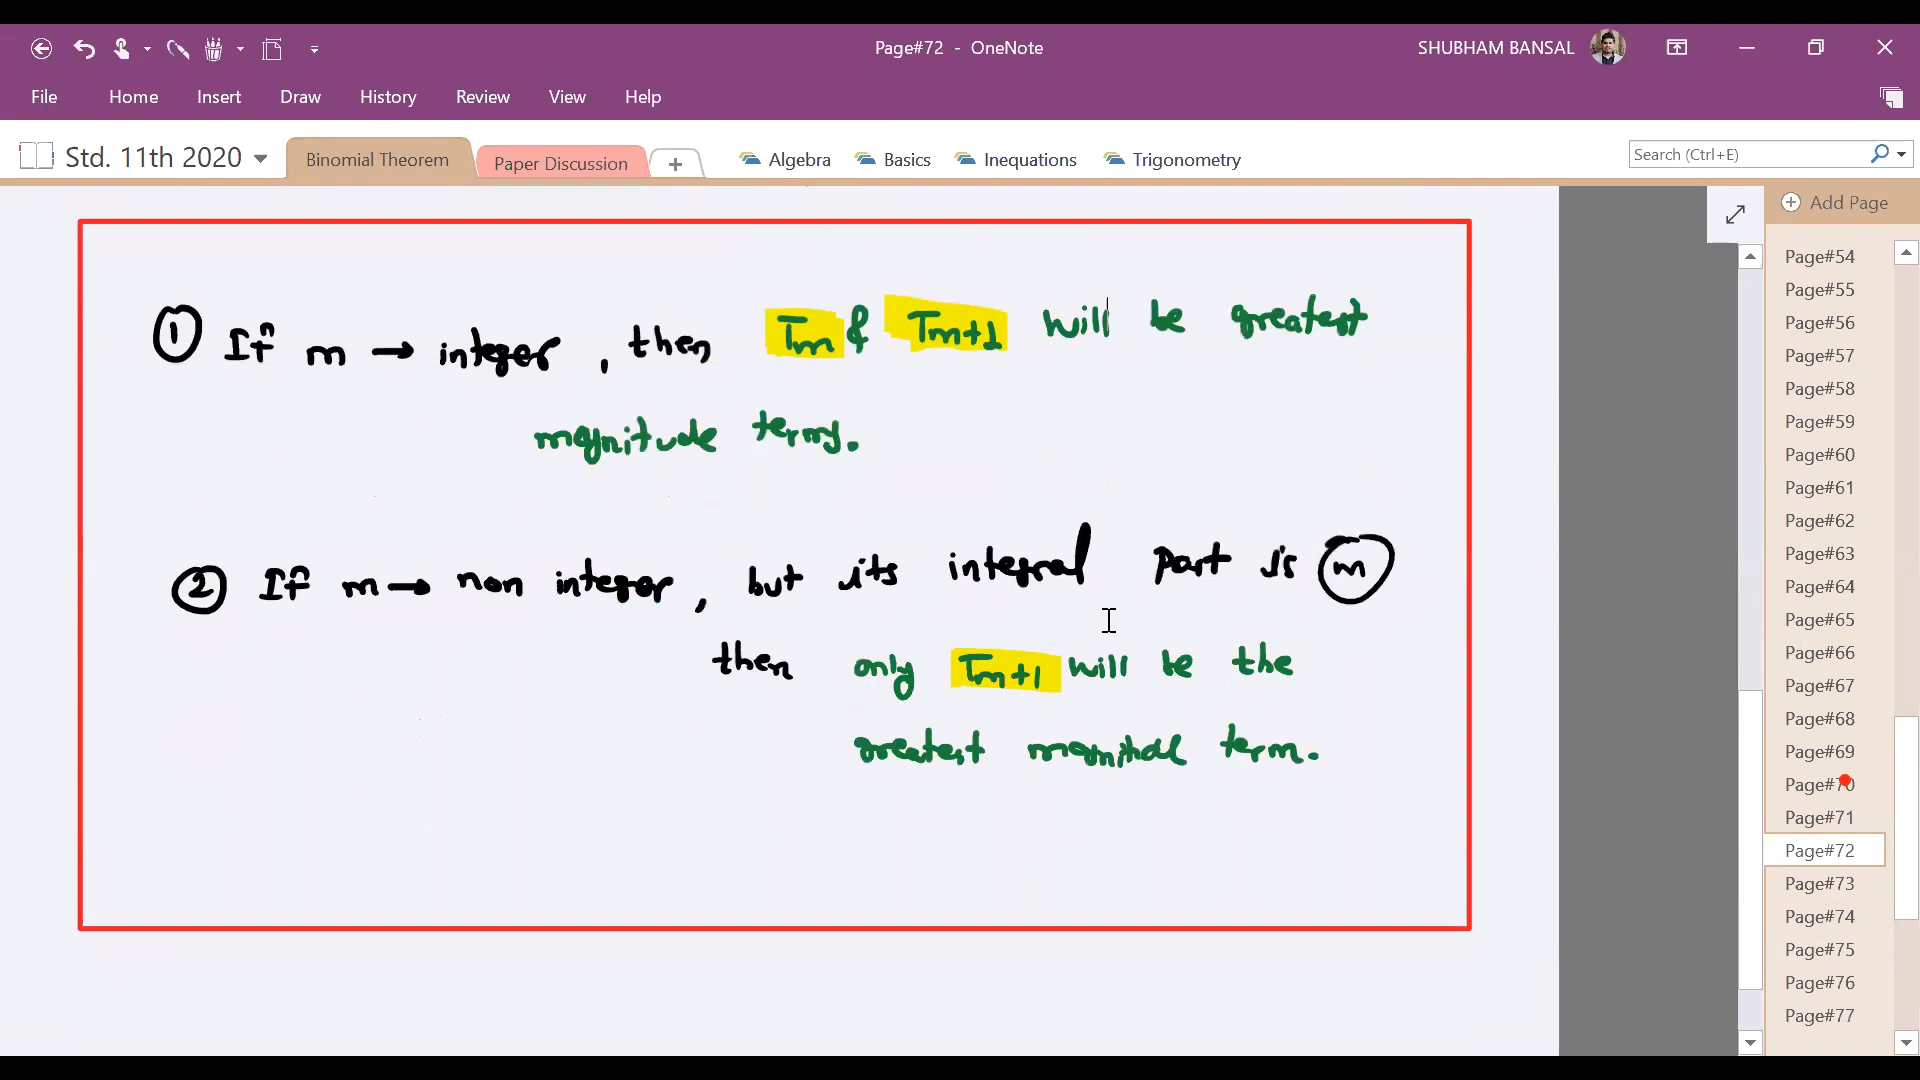 Page#72 - OneNote
SHUBHAM BANSAL
File Home Insert Draw History Review View Help
Std. 11th 2020
Binomial Theorem
Paper Discussion
+
Algebra Basics Inequations Trigonometry
Search (Ctrl+E)
Add Page
① If m → integer, then Tm & Tm+1 will be greatest
magnitude terms.
② If m → non integer, but its integral part is m
then only Tm+1 will be the
greatest term.
Page#54
Page#55
Page#56
Page#57
Page#58
Page#59
Page#60
Page#61
Page#62
Page#63
Page#64
Page#65
Page#66
Page#67
Page#68
Page#69
Page#70
Page#71
Page#72
Page#73
Page#74
Page#75
Page#76
Page#77